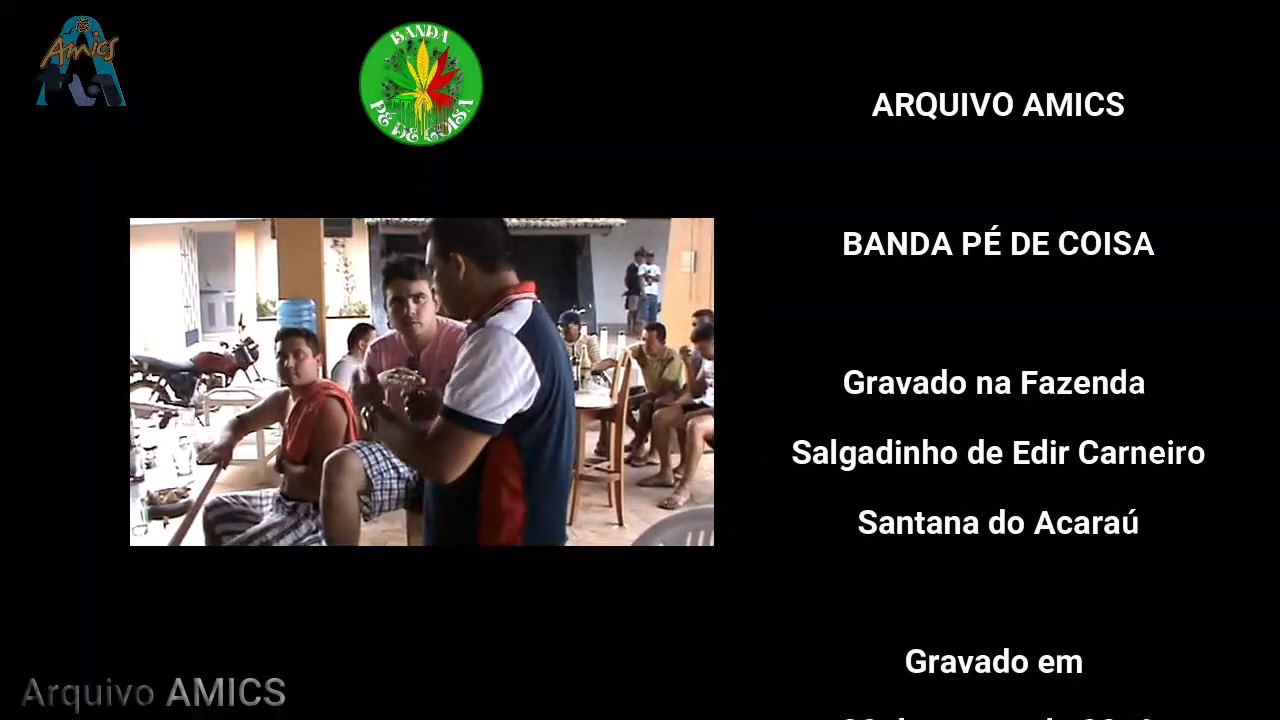 Amics
tv
BANDA
PÉ DE COISA
ARQUIVO AMICS
BANDA PÉ DE COISA
Gravado na Fazenda
Salgadinho de Edir Carneiro
Santana do Acaraú
Gravado em
Arquivo AMICS